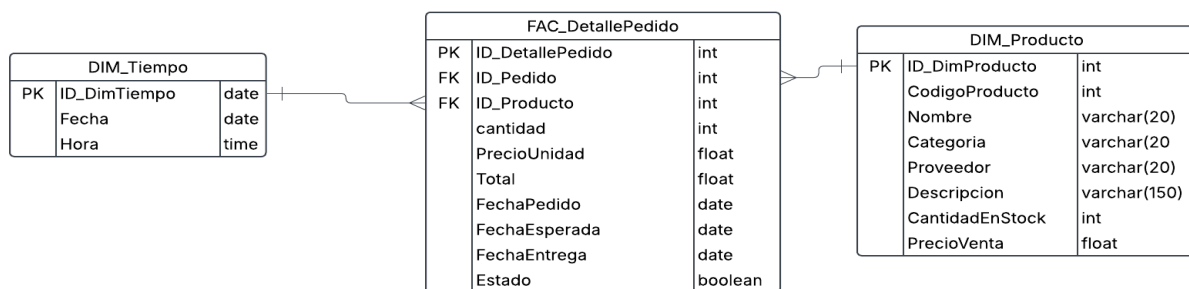 DIM_Tiempo
PK ID_DimTiempo date
Fecha date
Hora time
FAC_DetallePedido
PK ID_DetallePedido int
FK ID_Pedido int
FK ID_Producto int
cantidad int
PrecioUnidad float
Total float
FechaPedido date
FechaEsperada date
FechaEntrega date
Estado boolean
DIM_Producto
PK ID_DimProducto int
CodigoProducto int
Nombre varchar(20)
Categoria varchar(20
Proveedor varchar(20)
Descripcion varchar(150)
CantidadEnStock int
PrecioVenta float